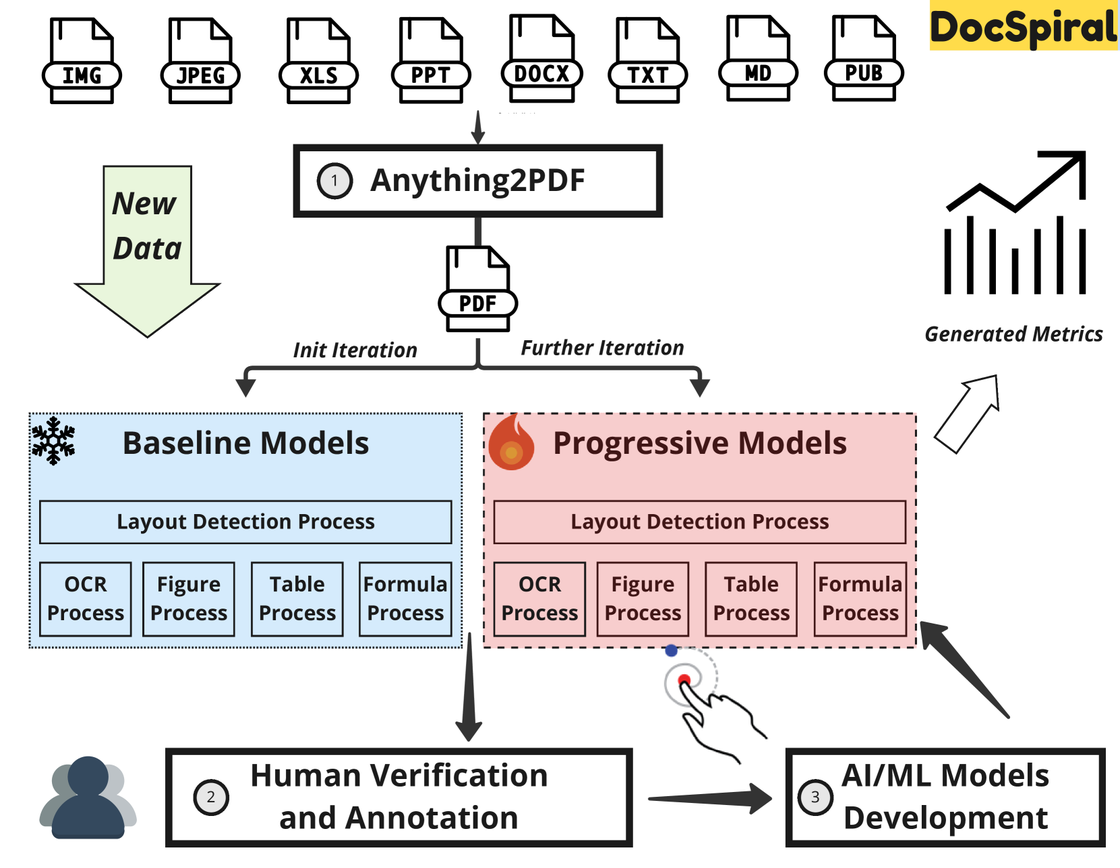 DocSpiral
IMG
JPEG
XLS
PPT
DOCX
TXT
MD
PUB
1 Anything2PDF
New
Data
PDF
Init Iteration
Further Iteration
Generated Metrics
Baseline Models
Layout Detection Process
OCR
Process
Figure
Process
Table
Process
Formula
Process
Progressive Models
Layout Detection Process
OCR
Process
Figure
Process
Table
Process
Formula
Process
2 Human Verification
and Annotation
3 AI/ML Models
Development